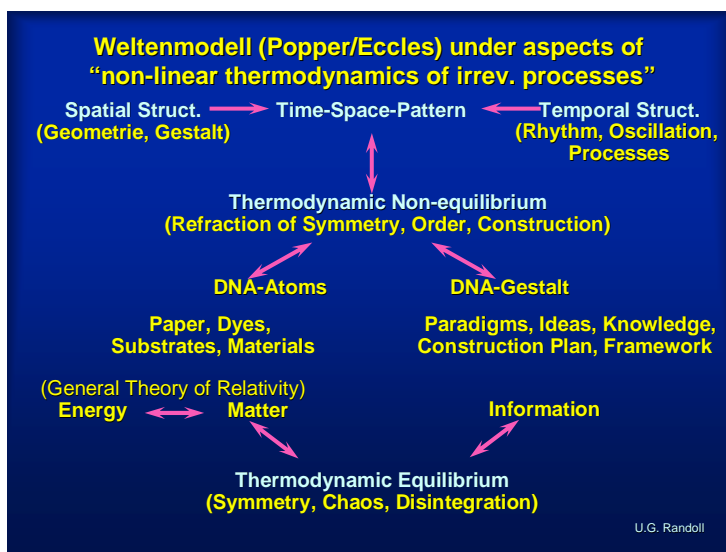 Weltenmodell (Popper/Eccles) under aspects of
“non-linear thermodynamics of irrev. processes”
Spatial Struct. Time-Space-Pattern Temporal Struct.
(Geometrie, Gestalt) (Rhythm, Oscillation,
Processes
Thermodynamic Non-equilibrium
(Refraction of Symmetry, Order, Construction)
DNA-Atoms DNA-Gestalt
Paper, Dyes, Paradigms, Ideas, Knowledge,
Substrates, Materials Construction Plan, Framework
(General Theory of Relativity)
Energy Matter Information
Thermodynamic Equilibrium
(Symmetry, Chaos, Disintegration)
U.G. Randoll